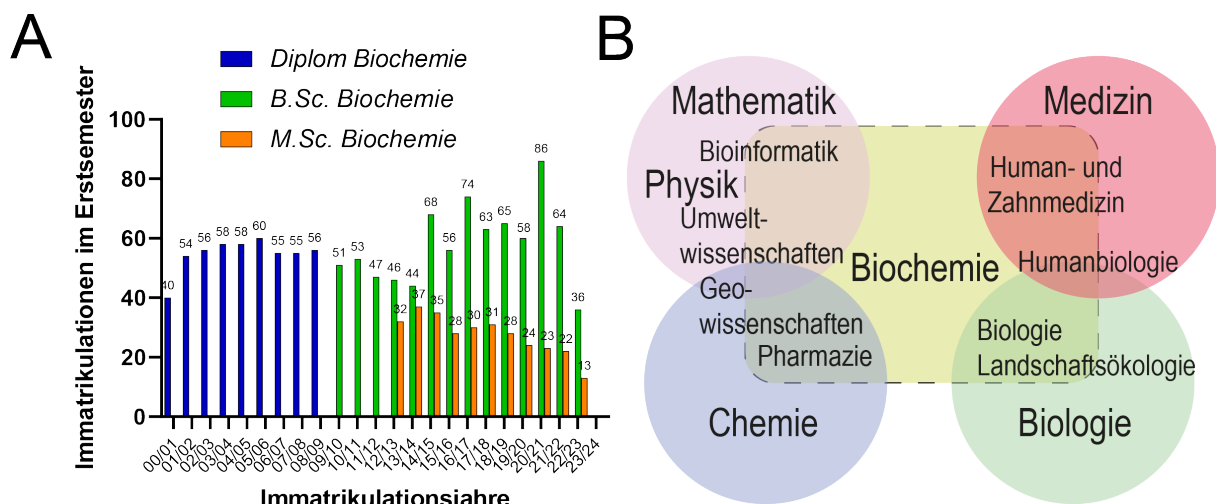 A
Diplom Biochemie
B.Sc. Biochemie
M.Sc. Biochemie
Immatrikulationen im Erstsemester
100
80
60
40
20
0
40
54
56
58
58
60
55
55
56
51
53
47
46
32
44
37
68
35
56
28
74
30
63
31
65
28
58
24
86
23
64
22
36
13
00/01
01/02
02/03
03/04
04/05
05/06
06/07
07/08
08/09
09/10
10/11
11/12
12/13
13/14
14/15
15/16
16/17
17/18
18/19
19/20
20/21
21/22
22/23
23/24
Immatrikulationsjahre
B
Mathematik
Bioinformatik
Physik
Umwelt-
wissenschaften
Geo-
wissenschaften
Pharmazie
Chemie
Biochemie
Medizin
Human- und
Zahnmedizin
Humanbiologie
Biologie
Landschaftsökologie
Biologie